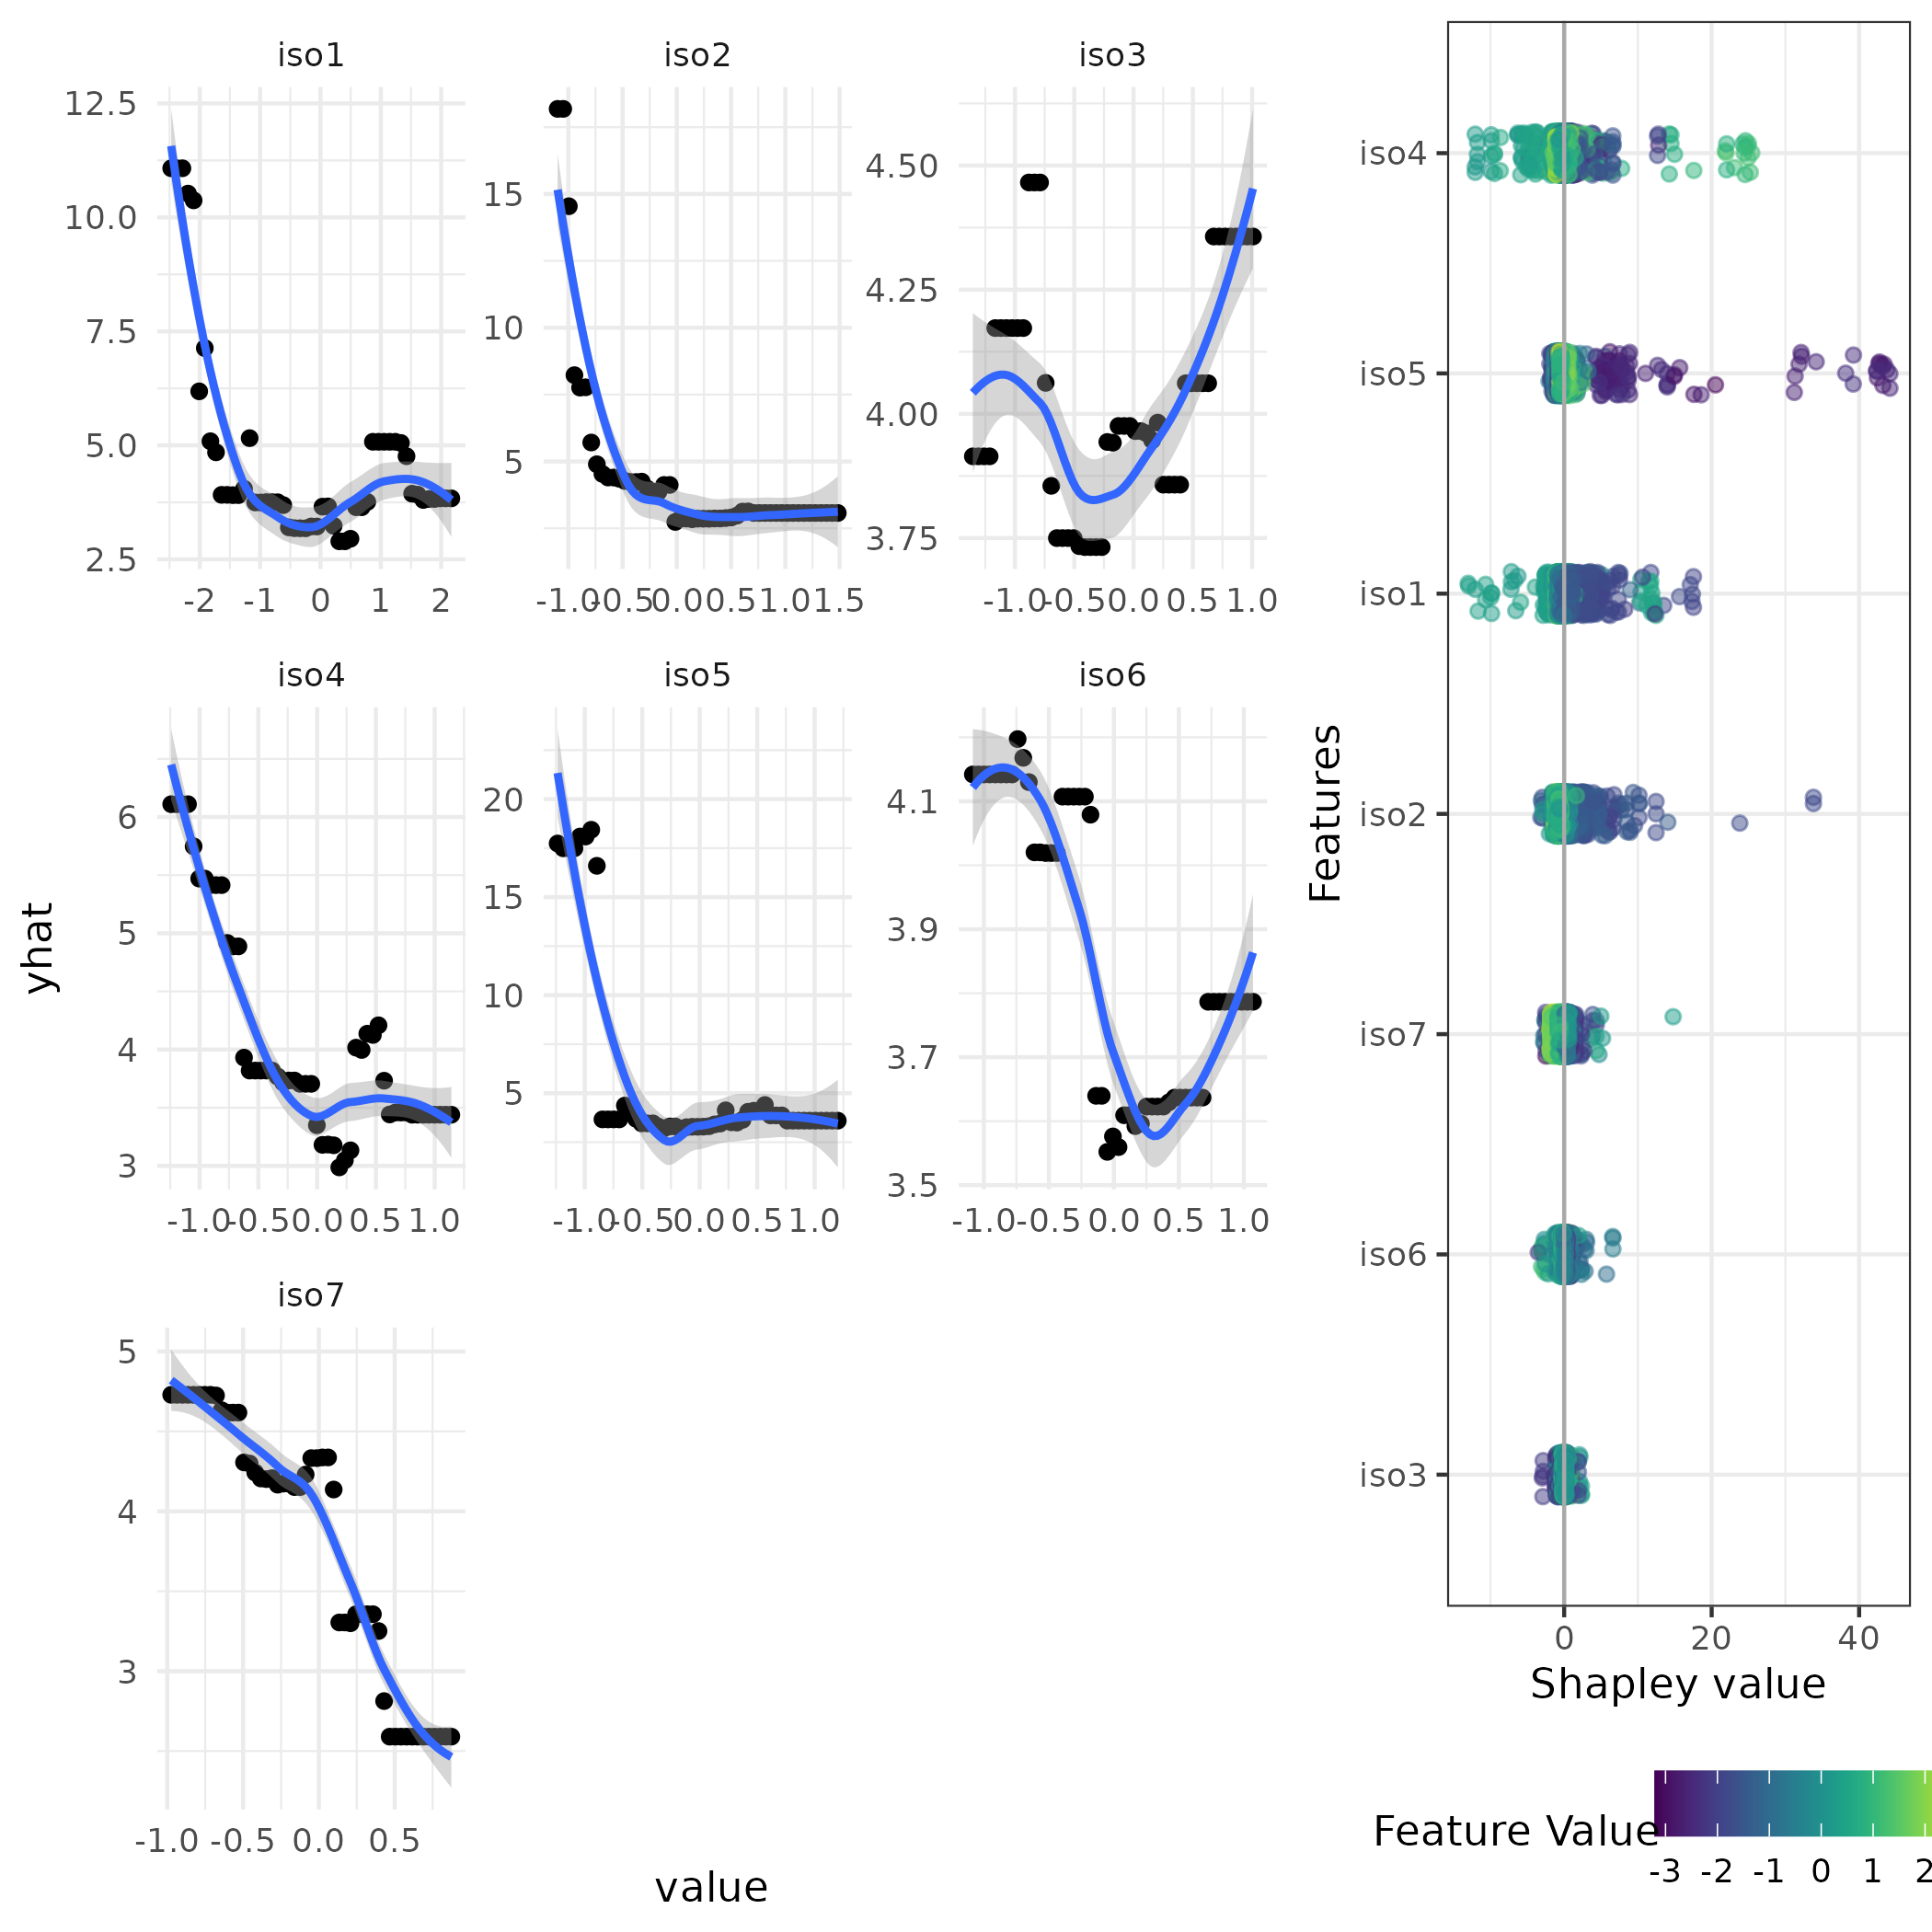 iso1
iso2
iso3
12.5
10.0
7.5
5.0
2.5
15
10
5
4.50
4.25
4.00
3.75
-2 -1 0 1 2
-1.0 -0.5 0.0 0.5 1.0 1.5
-1.0 -0.5 0.0 0.5 1.0
iso4
iso5
iso6
6
5
4
3
20
15
10
5
4.1
3.9
3.7
3.5
-1.0 -0.5 0.0 0.5 1.0
-1.0 -0.5 0.0 0.5 1.0
-1.0 -0.5 0.0 0.5 1.0
iso7
5
4
3
-1.0 -0.5 0.0 0.5
yhat
value
Features
iso4
iso5
iso1
iso2
iso7
iso6
iso3
0 20 40
Shapley value
Feature Value
-3 -2 -1 0 1 2